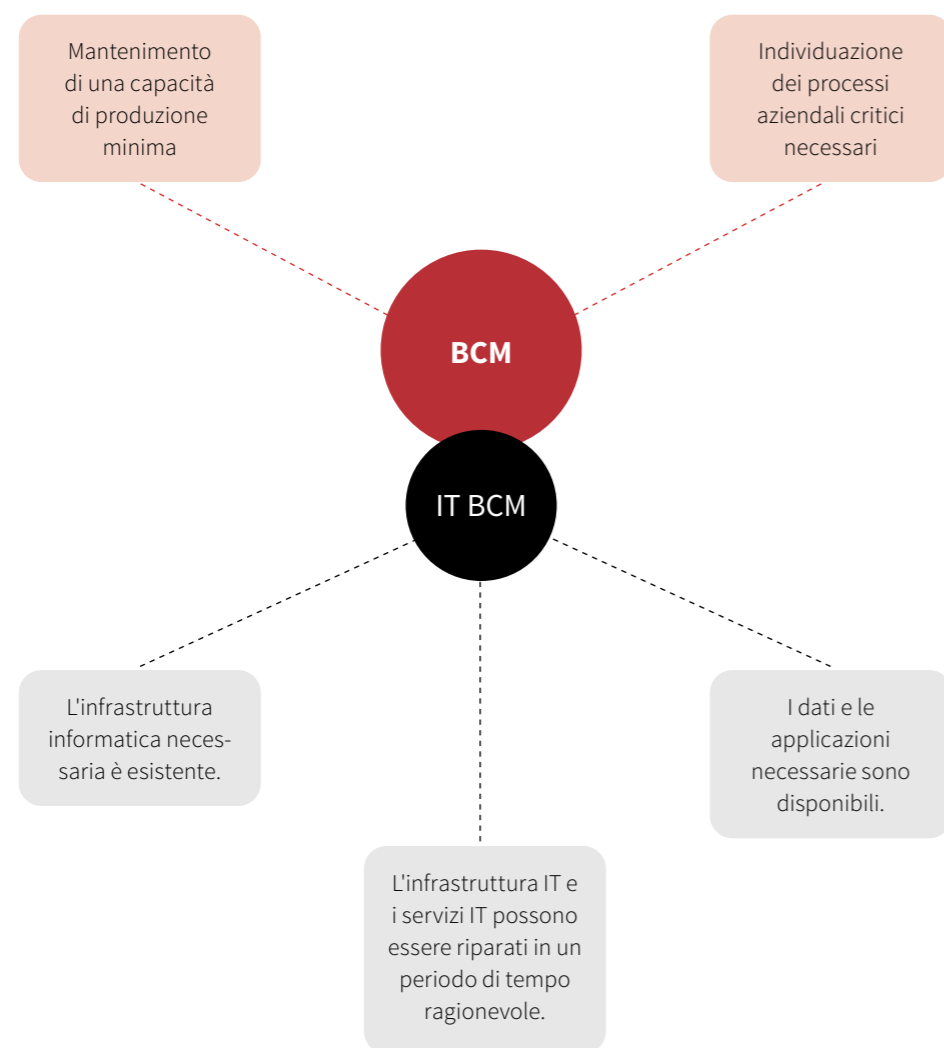 Mantenimento
di una capacità
di produzione
minima
Individuazione
dei processi
aziendali critici
necessari
BCM
IT BCM
L'infrastruttura
informatica neces-
saria è esistente.
I dati e le
applicazioni
necessarie sono
disponibili.
L'infrastruttura IT e
i servizi IT possono
essere riparati in un
periodo di tempo
ragionevole.